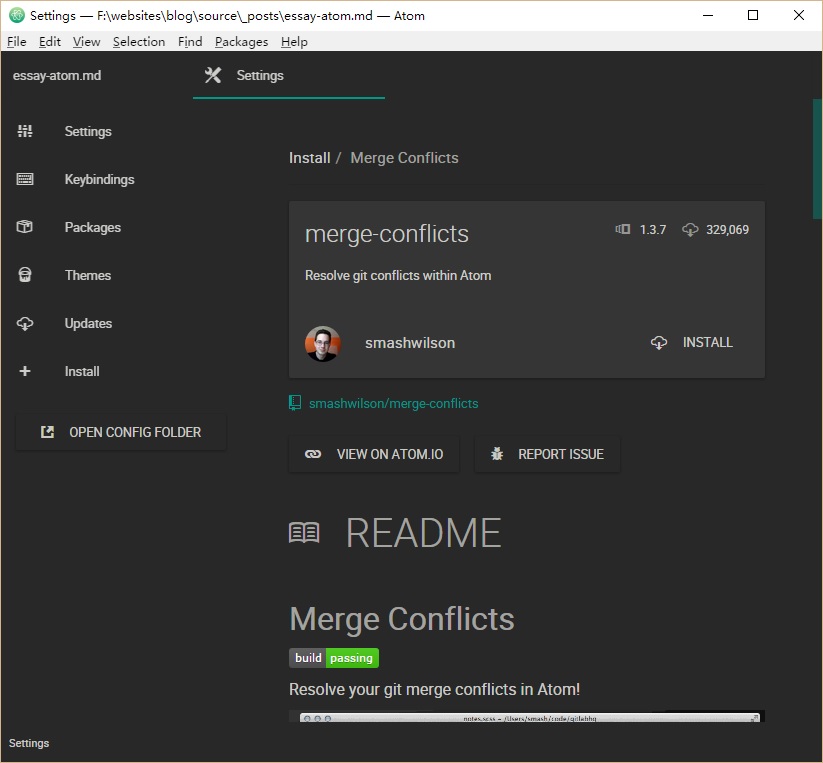 Settings — F:\websites\blog\source\_posts\essay-atom.md — Atom
File Edit View Selection Find Packages Help
essay-atom.md Settings
Settings
Keybindings
Packages
Themes
Updates
Install
OPEN CONFIG FOLDER
Install / Merge Conflicts
merge-conflicts 1.3.7 329,069
Resolve git conflicts within Atom
smashwilson INSTALL
smashwilson/merge-conflicts
VIEW ON ATOM.IO REPORT ISSUE
README
Merge Conflicts
build passing
Resolve your git merge conflicts in Atom!
notes.scss – /Users/smash/code/gitlabhq
Settings